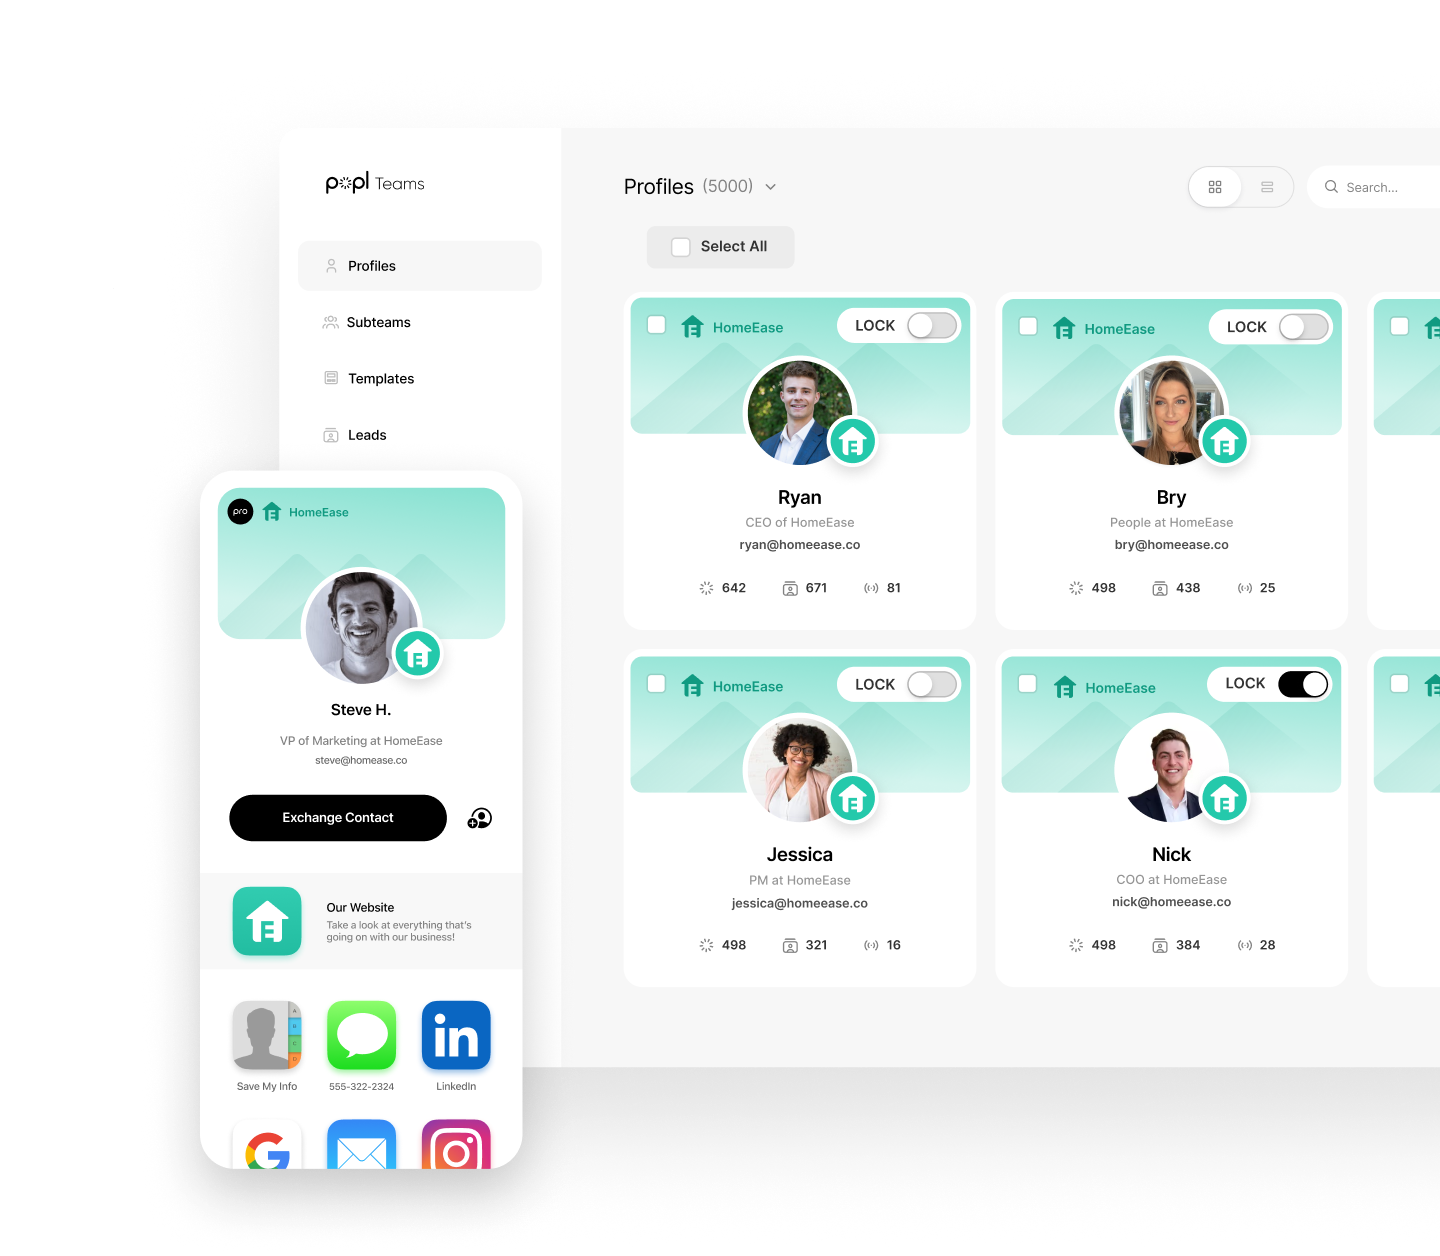 popl Teams
Profiles
Subteams
Templates
Leads
Profiles (5000)
Search...
Select All
HomeEase
LOCK
Ryan
CEO of HomeEase
ryan@homeease.co
642 671 81
HomeEase
LOCK
Bry
People at HomeEase
bry@homeease.co
498 438 25
HomeEase
LOCK
Jessica
PM at HomeEase
jessica@homeease.co
498 321 16
HomeEase
LOCK
Nick
COO at HomeEase
nick@homeease.co
498 384 28
pro
HomeEase
Steve H.
VP of Marketing at HomeEase
steve@homease.co
Exchange Contact
Our Website
Take a look at everything that's
going on with our business!
Save My Info
555-322-2324
in
LinkedIn